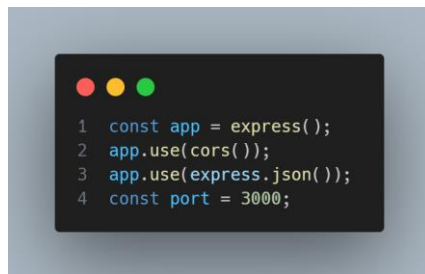 1 const app = express();
2 app.use(cors());
3 app.use(express.json());
4 const port = 3000;